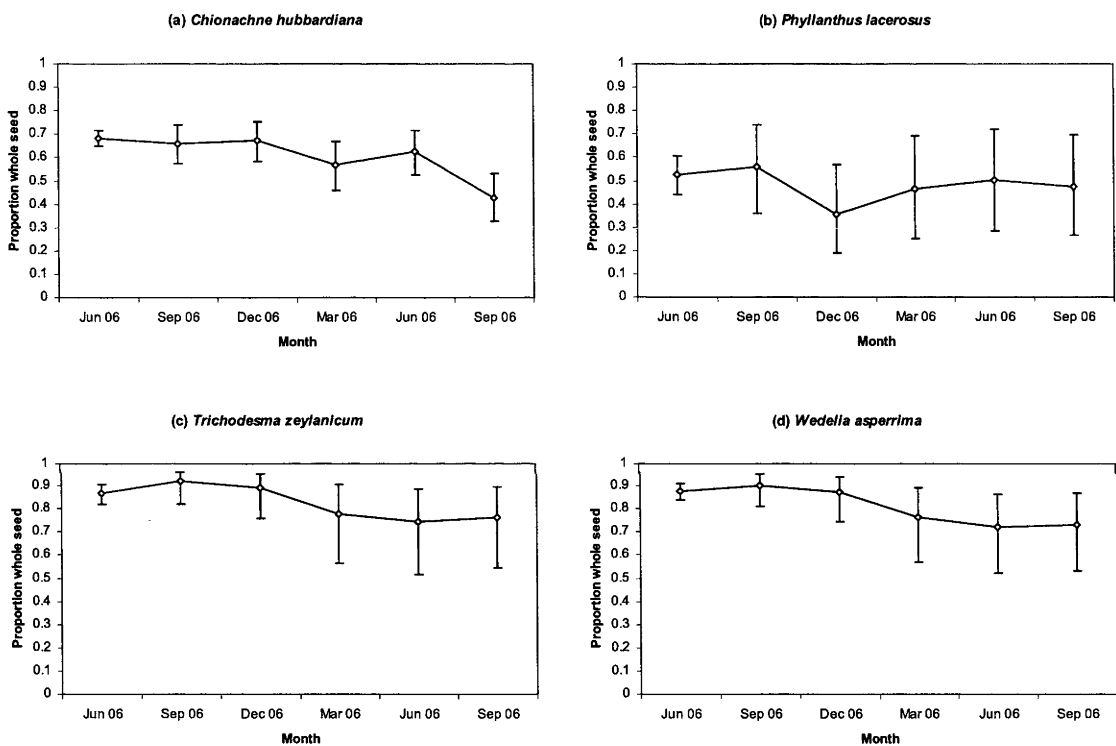 (a) Chionachne hubbardiana
Proportion whole seed
1
0.9
0.8
0.7
0.6
0.5
0.4
0.3
0.2
0.1
0
Jun 06 Sep 06 Dec 06 Mar 06 Jun 06 Sep 06
Month
(b) Phyllanthus lacerosus
Proportion whole seed
1
0.9
0.8
0.7
0.6
0.5
0.4
0.3
0.2
0.1
0
Jun 06 Sep 06 Dec 06 Mar 06 Jun 06 Sep 06
Month
(c) Trichodesma zeylanicum
Proportion whole seed
1
0.9
0.8
0.7
0.6
0.5
0.4
0.3
0.2
0.1
0
Jun 06 Sep 06 Dec 06 Mar 06 Jun 06 Sep 06
Month
(d) Wedelia asperrima
Proportion whole seed
1
0.9
0.8
0.7
0.6
0.5
0.4
0.3
0.2
0.1
0
Jun 06 Sep 06 Dec 06 Mar 06 Jun 06 Sep 06
Month